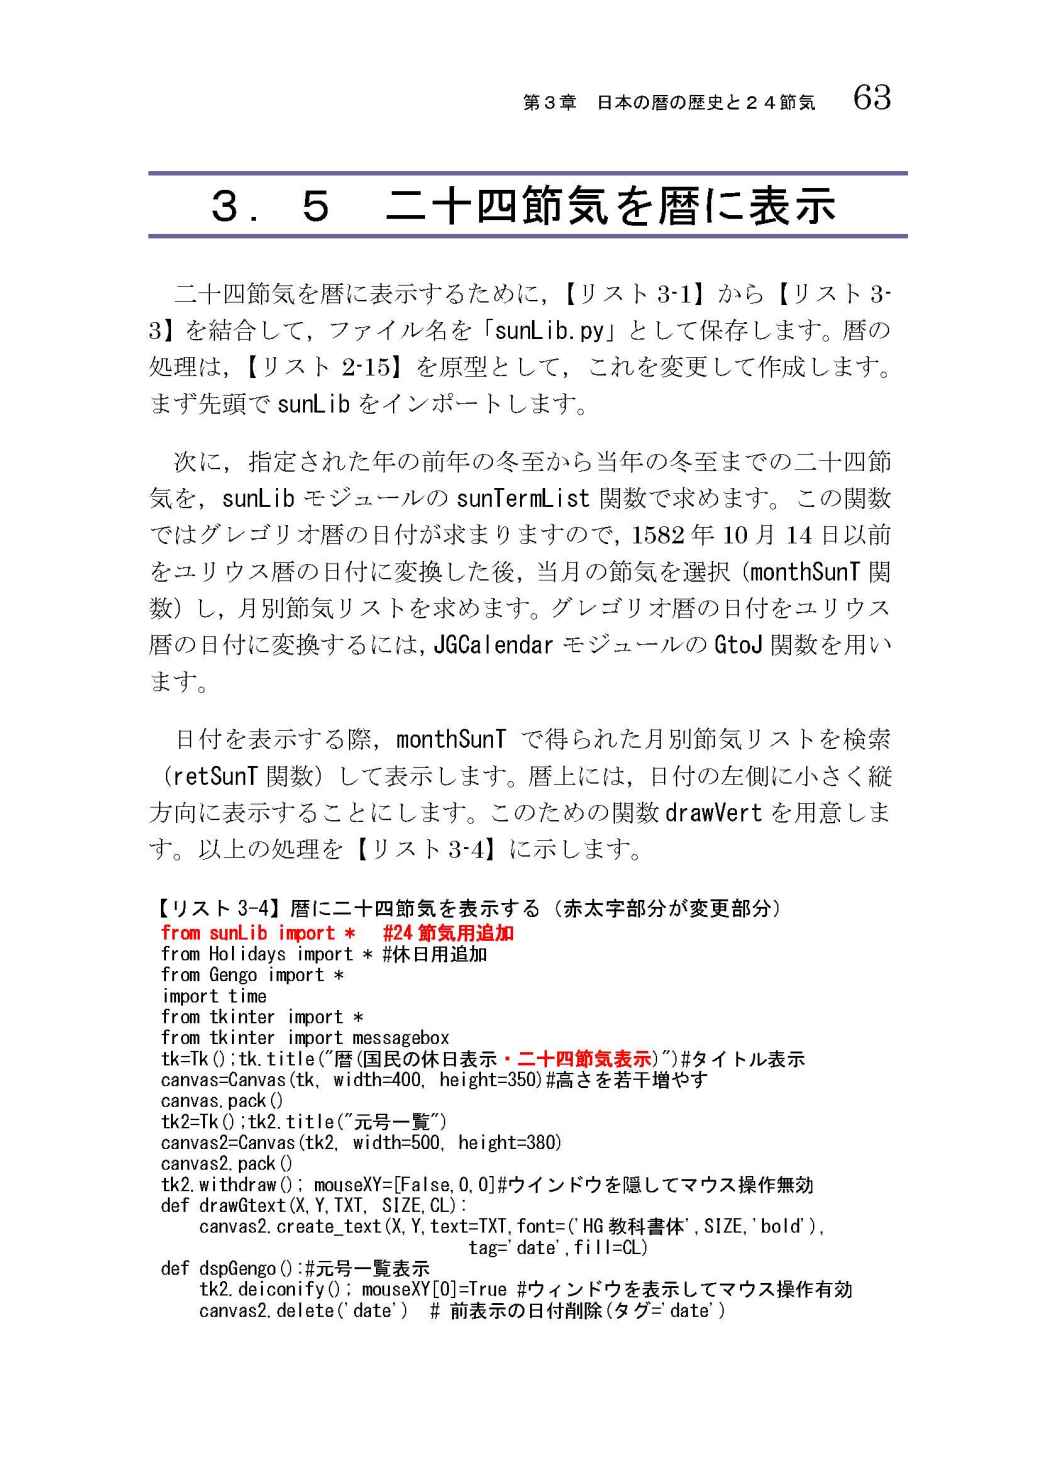 第３章　日本の暦の歴史と２４節気　63
３．５　二十四節気を暦に表示
二十四節気を暦に表示するために,【リスト 3-1】から【リスト 3-
3】を結合して，ファイル名を「sunLib.py」として保存します。暦の
処理は,【リスト 2-15】を原型として，これを変更して作成します。
まず先頭で sunLib をインポートします。
次に，指定された年の前年の冬至から当年の冬至までの二十四節
気を，sunLib モジュールの sunTermList 関数で求めます。この関数
ではグレゴリオ暦の日付が求まりますので, 1582 年 10 月 14 日以前
をユリウス暦の日付に変換した後，当月の節気を選択（monthSunT 関
数）し，月別節気リストを求めます。グレゴリオ暦の日付をユリウス
暦の日付に変換するには, JGCalendar モジュールの GtoJ 関数を用い
ます。
日付を表示する際，monthSunT で得られた月別節気リストを検索
（retSunT 関数）して表示します。暦上には，日付の左側に小さく縦
方向に表示することにします。このための関数 drawVert を用意しま
す。以上の処理を【リスト 3-4】に示します。
【リスト 3-4】暦に二十四節気を表示する（赤太字部分が変更部分）
from sunLib import *　#24 節気用追加
from Holidays import * #休日用追加
from Gengo import *
import time
from tkinter import *
from tkinter import messagebox
tk=Tk();tk.title("暦(国民の休日表示・二十四節気表示)")#タイトル表示
canvas=Canvas(tk, width=400, height=350)#高さを若干増やす
canvas.pack()
tk2=Tk();tk2.title("元号一覧")
canvas2=Canvas(tk2, width=500, height=380)
canvas2.pack()
tk2.withdraw(); mouseXY=[False,0,0]#ウインドウを隠してマウス操作無効
def drawGtext(X,Y,TXT, SIZE,CL):
    canvas2.create_text(X,Y,text=TXT,font=('HG 教科書体',SIZE,'bold'),
                                tag='date',fill=CL)
def dspGengo():#元号一覧表示
    tk2.deiconify(); mouseXY[0]=True #ウィンドウを表示してマウス操作有効
    canvas2.delete('date')  # 前表示の日付削除(タグ='date')